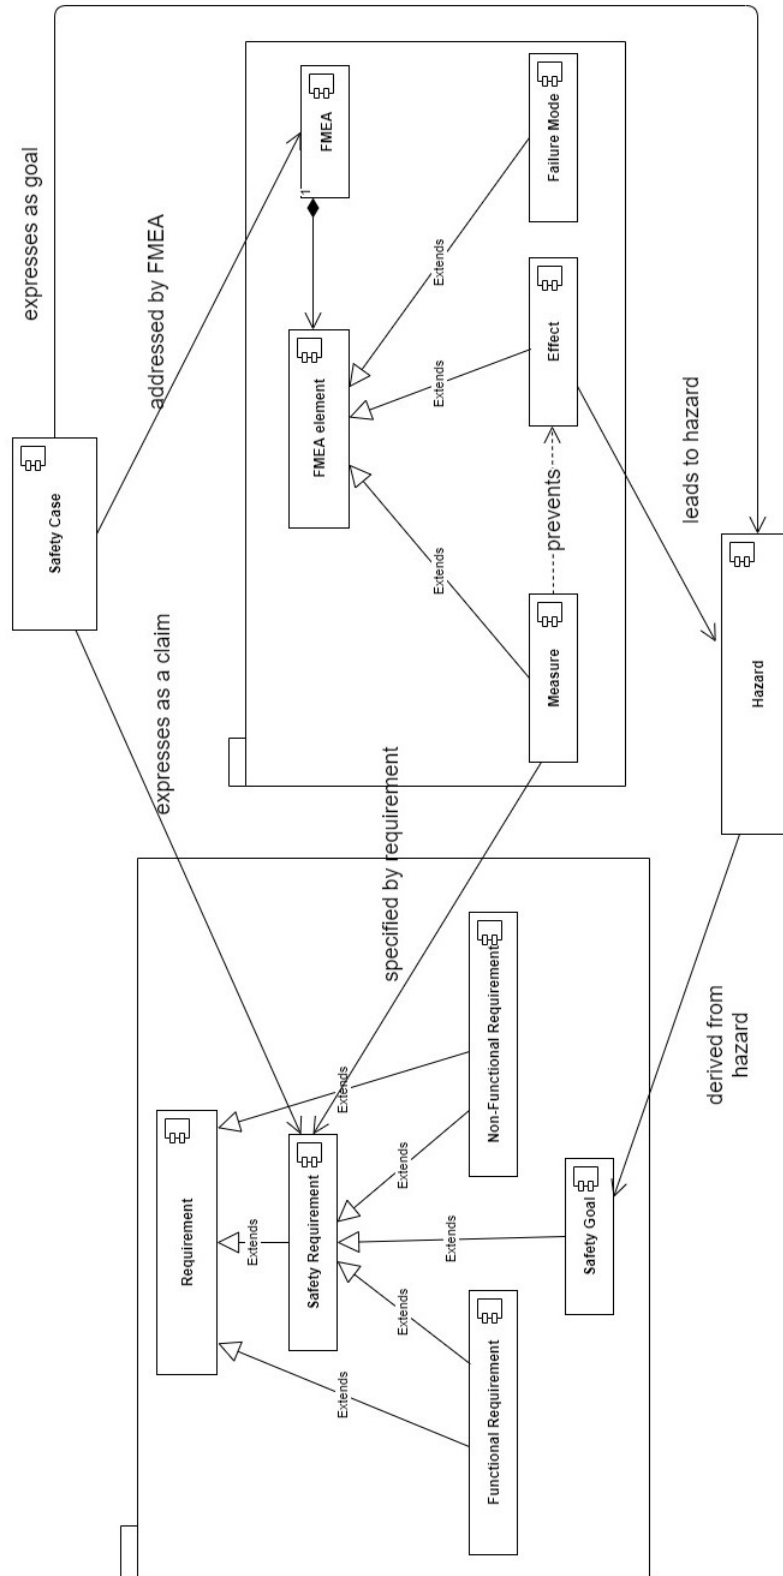 expresses as goal
Safety Case
addressed by FMEA
expresses as a claim
FMEA
1
FMEA element
Extends
Extends
Extends
Failure Mode
Effect
prevents
Measure
leads to hazard
Hazard
specified by requirement
derived from
hazard
Requirement
Extends
Extends
Extends
Safety Requirement
Extends
Extends
Extends
Non-Functional Requirement
Functional Requirement
Safety Goal